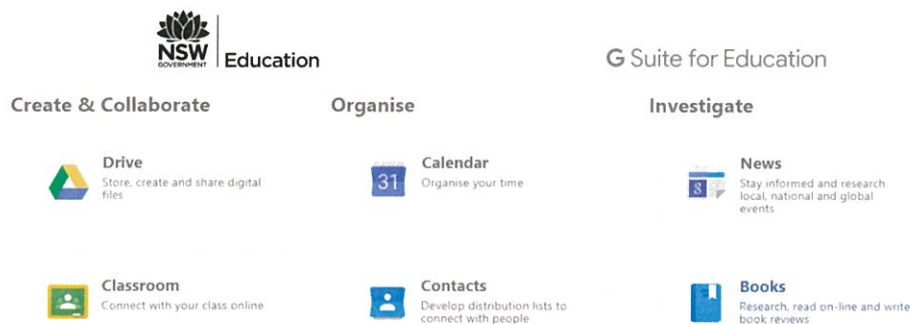 NSW
GOVERNMENT
Education
G Suite for Education
Create & Collaborate
Organise
Investigate
Drive
Store, create and share digital
files
31
Calendar
Organise your time
8
News
Stay informed and research
local, national and global
events
Classroom
Connect with your class online
Contacts
Develop distribution lists to
connect with people
Books
Research, read on-line and write
book reviews